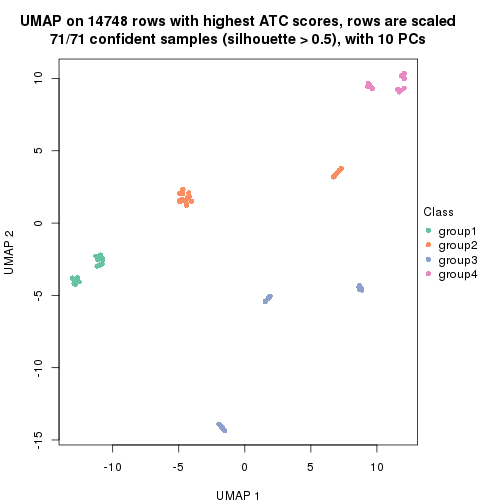 UMAP on 14748 rows with highest ATC scores, rows are scaled
71/71 confident samples (silhouette > 0.5), with 10 PCs
10
5
0
-5
-10
-15
UMAP 2
-10
-5
0
5
10
UMAP 1
Class
group1
group2
group3
group4